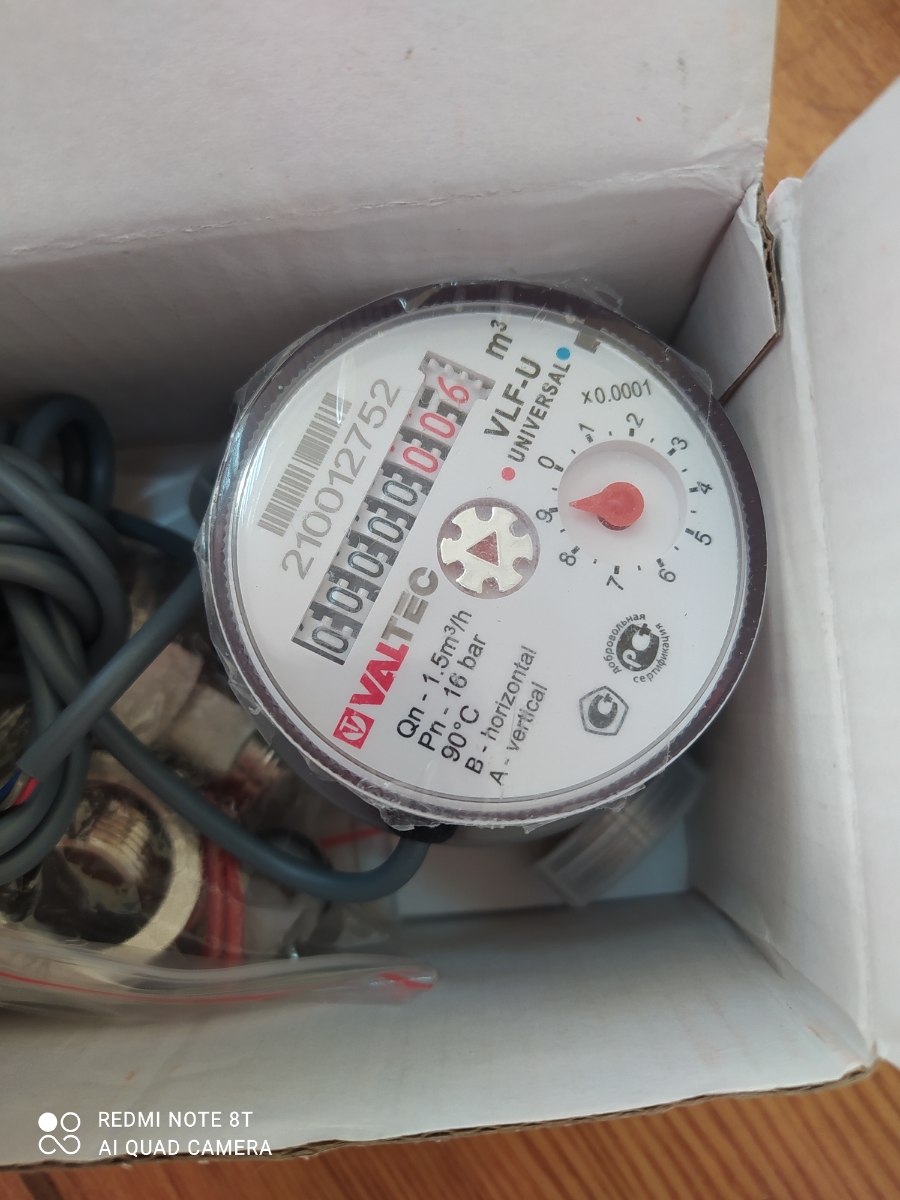 210012752
00000006
m³
VLF-U
UNIVERSAL
VALTEC
Qn - 1.5m³/h
Pn - 16 bar
90°C
B - horizontal
A - vertical
x0.0001
0
1
2
3
4
5
6
7
8
9
добровольная
РСТ
сертификация
REDMI NOTE 8T
AI QUAD CAMERA